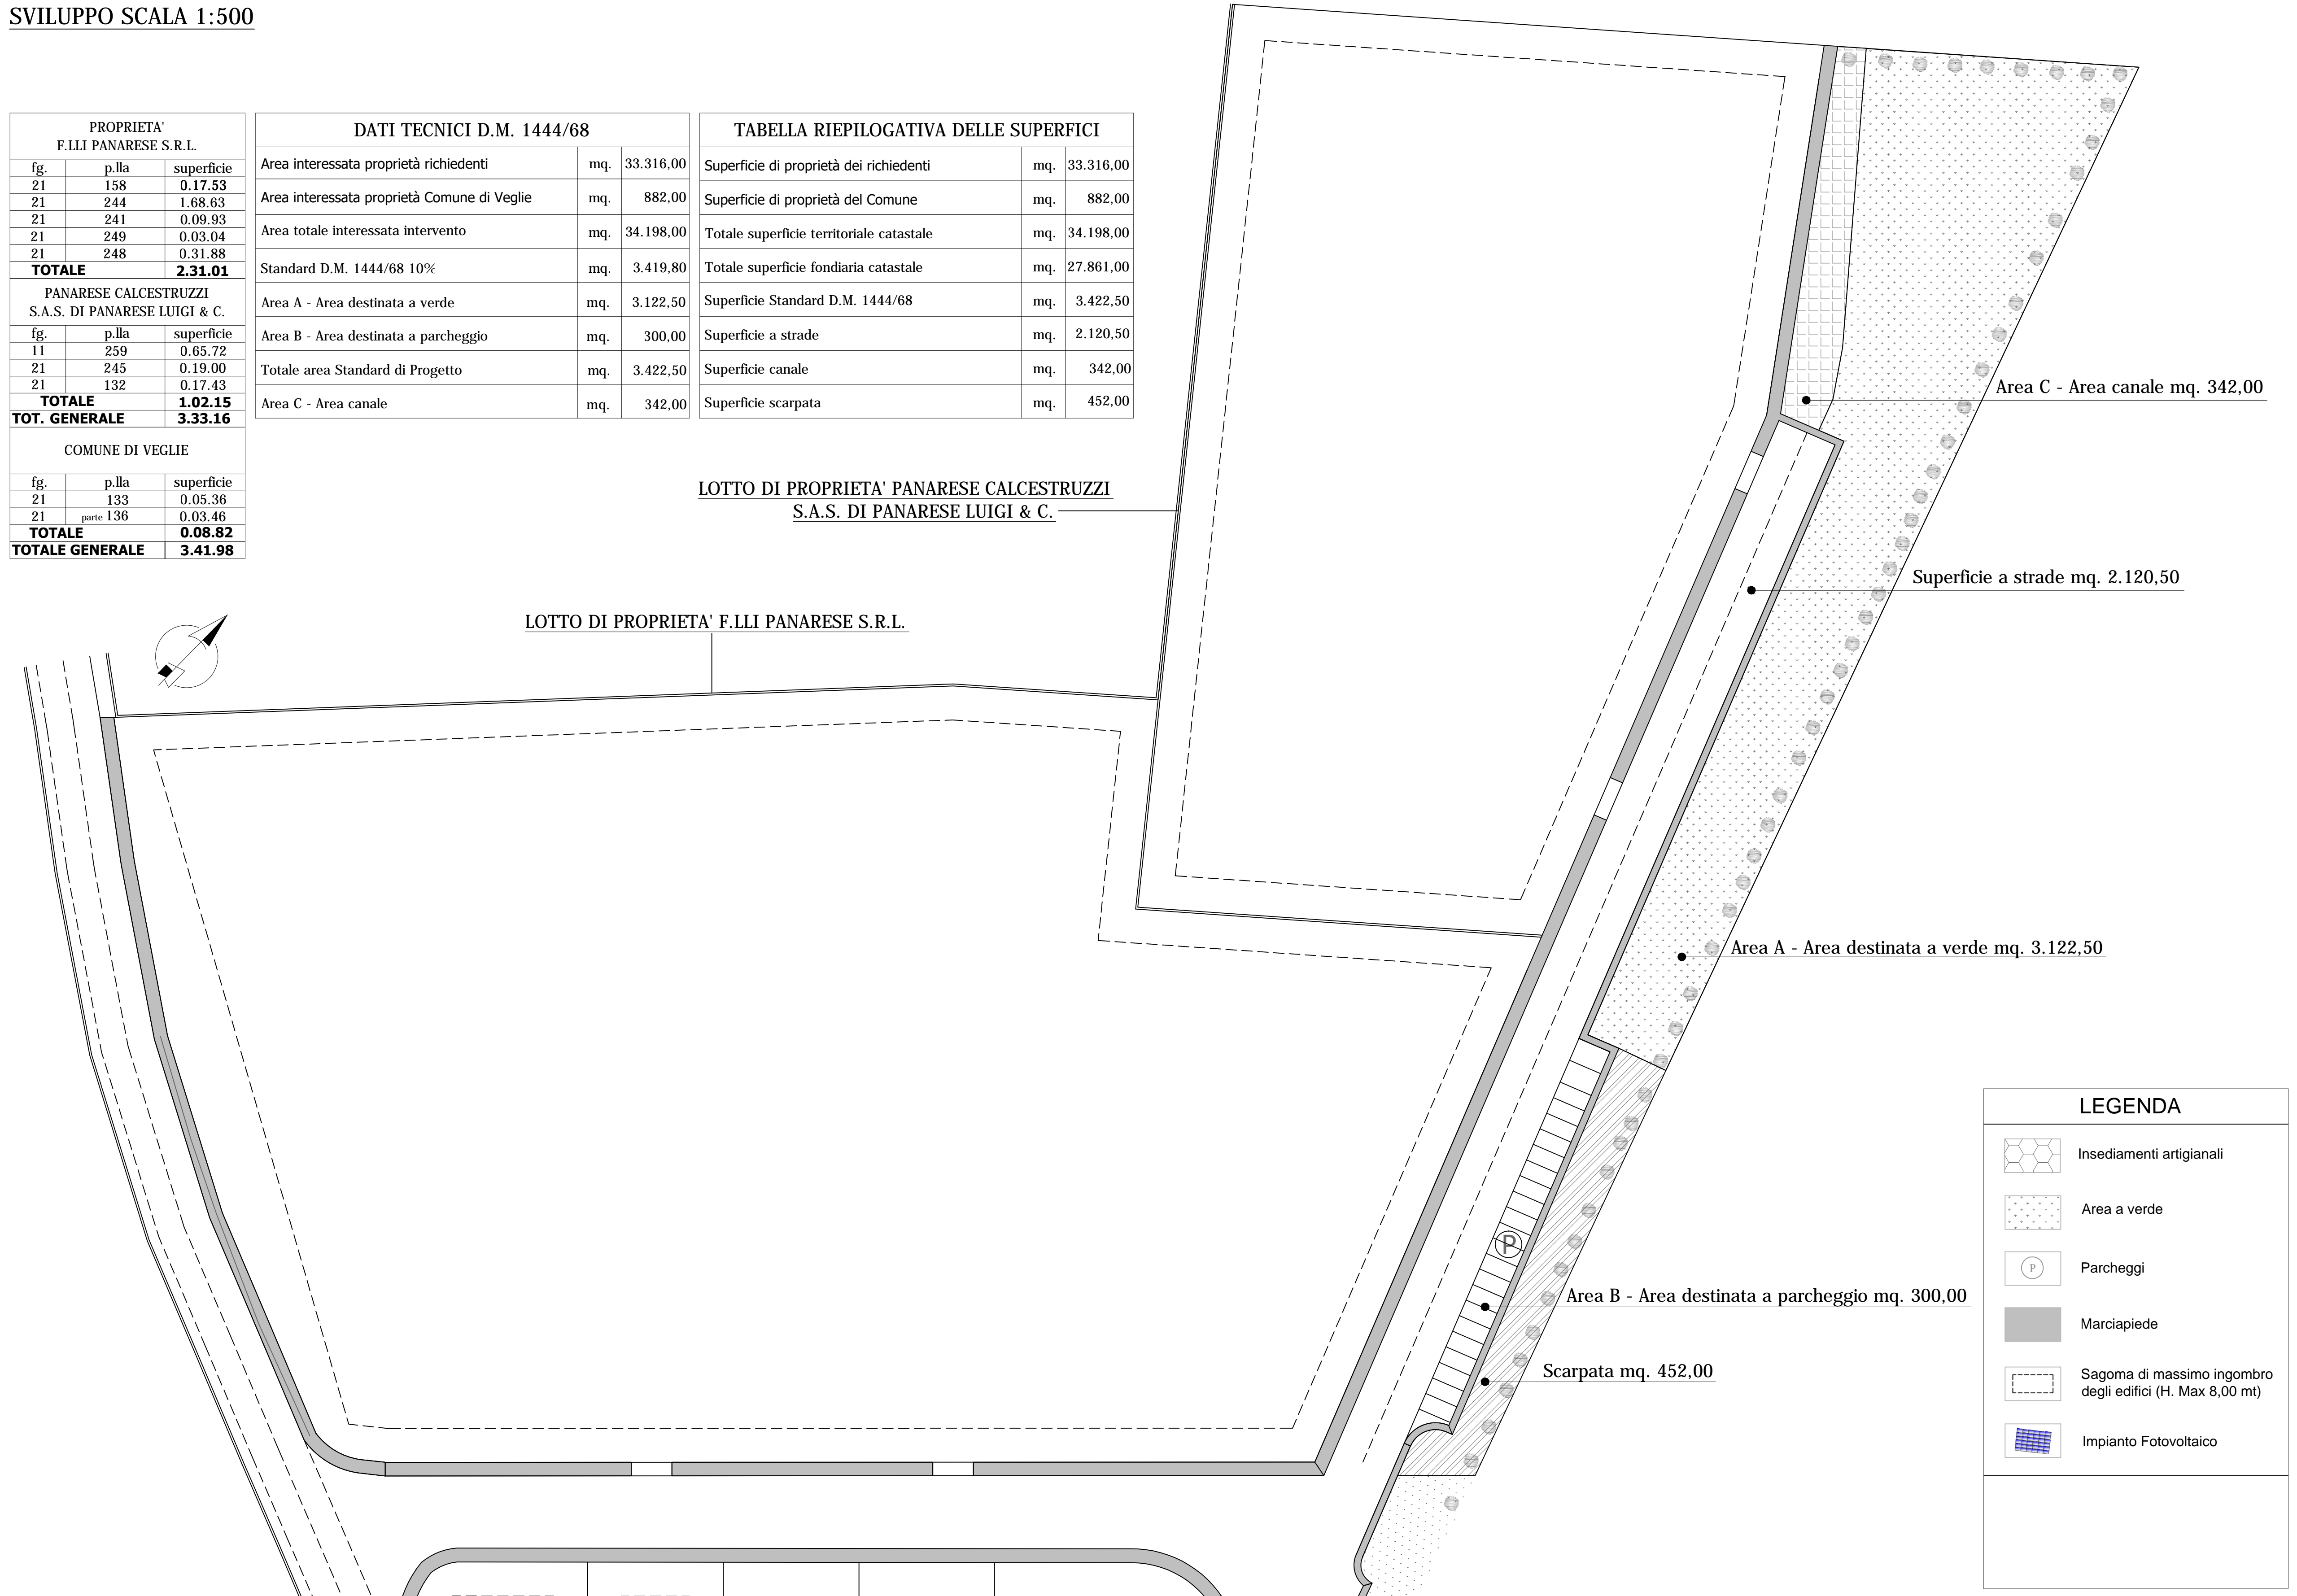 SVILUPPO SCALA 1:500
PROPRIETA'
F.LLI PANARESE S.R.L.
fg. p.lla superficie
21 158 0.17.53
21 244 1.68.63
21 241 0.09.93
21 249 0.03.04
21 248 0.31.88
TOTALE 2.31.01
PANARESE CALCESTRUZZI
S.A.S. DI PANARESE LUIGI & C.
fg. p.lla superficie
11 259 0.65.72
21 245 0.19.00
21 132 0.17.43
TOTALE 1.02.15
TOT. GENERALE 3.33.16
COMUNE DI VEGLIE
fg. p.lla superficie
21 133 0.05.36
21 parte 136 0.03.46
TOTALE 0.08.82
TOTALE GENERALE 3.41.98
DATI TECNICI D.M. 1444/68
Area interessata proprietà richiedenti mq. 33.316,00
Area interessata proprietà Comune di Veglie mq. 882,00
Area totale interessata intervento mq. 34.198,00
Standard D.M. 1444/68 10% mq. 3.419,80
Area A - Area destinata a verde mq. 3.122,50
Area B - Area destinata a parcheggio mq. 300,00
Totale area Standard di Progetto mq. 3.422,50
Area C - Area canale mq. 342,00
TABELLA RIEPILOGATIVA DELLE SUPERFICI
Superficie di proprietà dei richiedenti mq. 33.316,00
Superficie di proprietà del Comune mq. 882,00
Totale superficie territoriale catastale mq. 34.198,00
Totale superficie fondiaria catastale mq. 27.861,00
Superficie Standard D.M. 1444/68 mq. 3.422,50
Superficie a strade mq. 2.120,50
Superficie canale mq. 342,00
Superficie scarpata mq. 452,00
Area C - Area canale mq. 342,00
LOTTO DI PROPRIETA' PANARESE CALCESTRUZZI
S.A.S. DI PANARESE LUIGI & C.
Superficie a strade mq. 2.120,50
LOTTO DI PROPRIETA' F.LLI PANARESE S.R.L.
Area A - Area destinata a verde mq. 3.122,50
P
Area B - Area destinata a parcheggio mq. 300,00
Scarpata mq. 452,00
LEGENDA
Insediamenti artigianali
Area a verde
P Parcheggi
Marciapiede
Sagoma di massimo ingombro
degli edifici (H. Max 8,00 mt)
Impianto Fotovoltaico